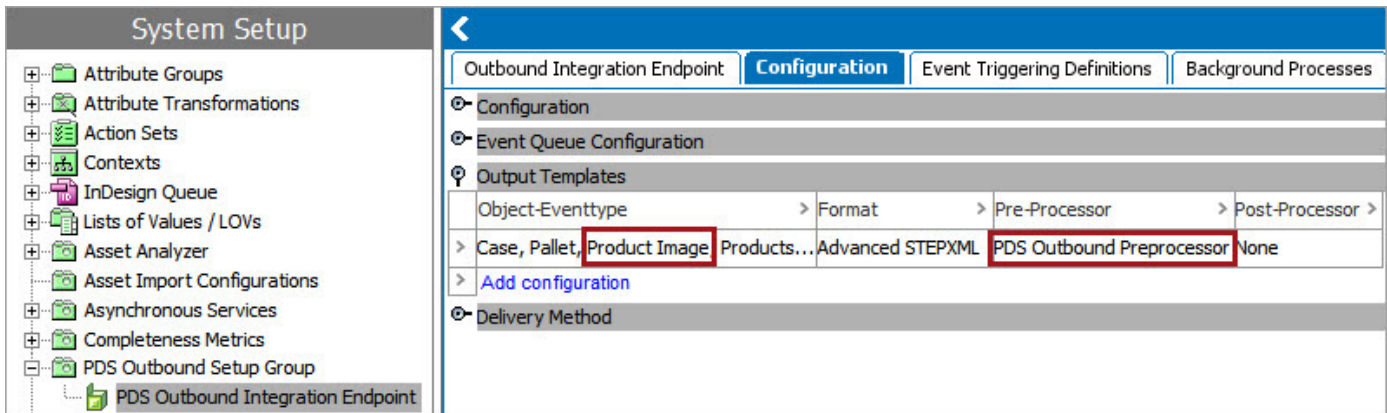 System Setup
Attribute Groups
Attribute Transformations
Action Sets
Contexts
InDesign Queue
Lists of Values / LOVs
Asset Analyzer
Asset Import Configurations
Asynchronous Services
Completeness Metrics
PDS Outbound Setup Group
PDS Outbound Integration Endpoint
Outbound Integration Endpoint Configuration Event Triggering Definitions Background Processes
Configuration
Event Queue Configuration
Output Templates
Object-Eventtype > Format > Pre-Processor > Post-Processor >
> Case, Pallet, Product Image, Products... Advanced STEPXML PDS Outbound Preprocessor None
> Add configuration
Delivery Method